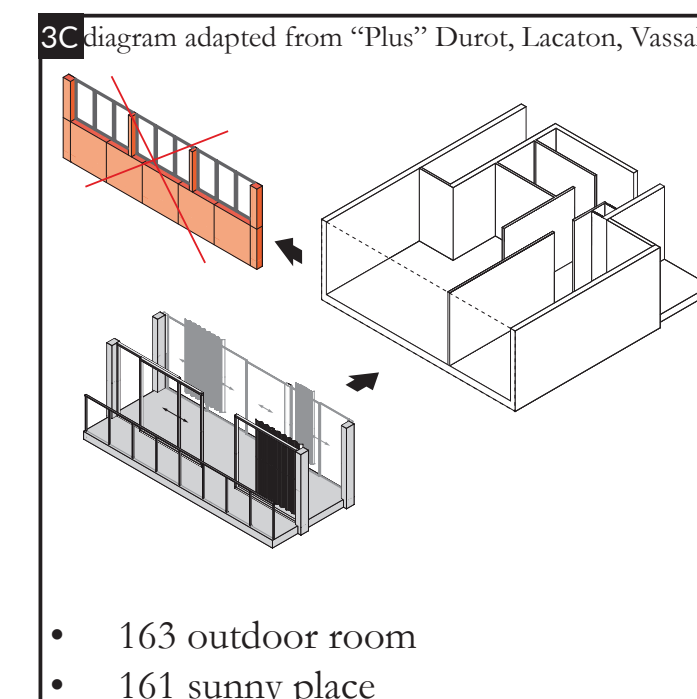 3C diagram adapted from “Plus” Durot, Lacaton, Vassa
• 163 outdoor room
• 161 sunny place